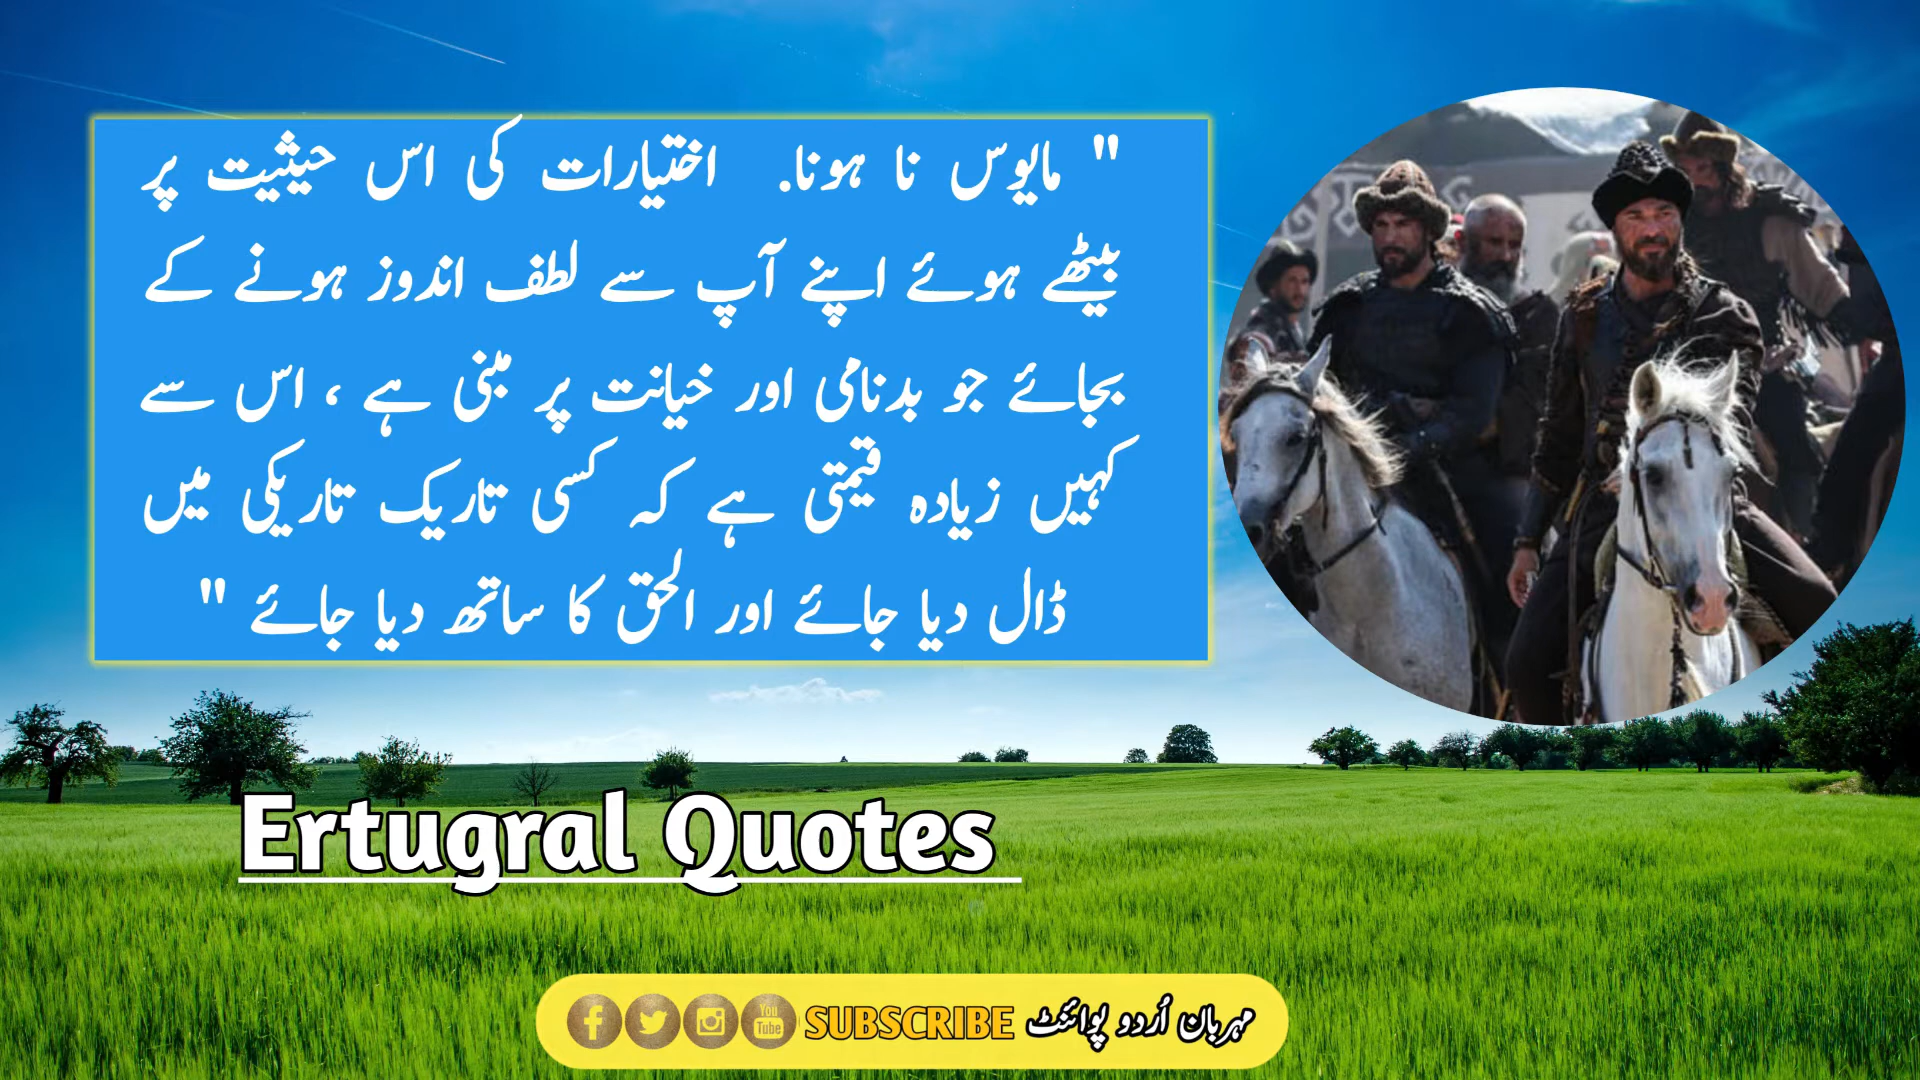 " مایوس نا ہونا. اختیارات کی اس حیثیت پر
بیٹھے ہوئے اپنے آپ سے لطف اندوز ہونے کے
بجائے جو بدنامی اور خیانت پر مبنی ہے ، اس سے
کہیں زیادہ قیمتی ہے کہ کسی تاریک تاریکی میں
ڈال دیا جائے اور الحق کا ساتھ دیا جائے "
Ertugral Quotes
SUBSCRIBE مہربان اُردو پوائنٹ
You Tube